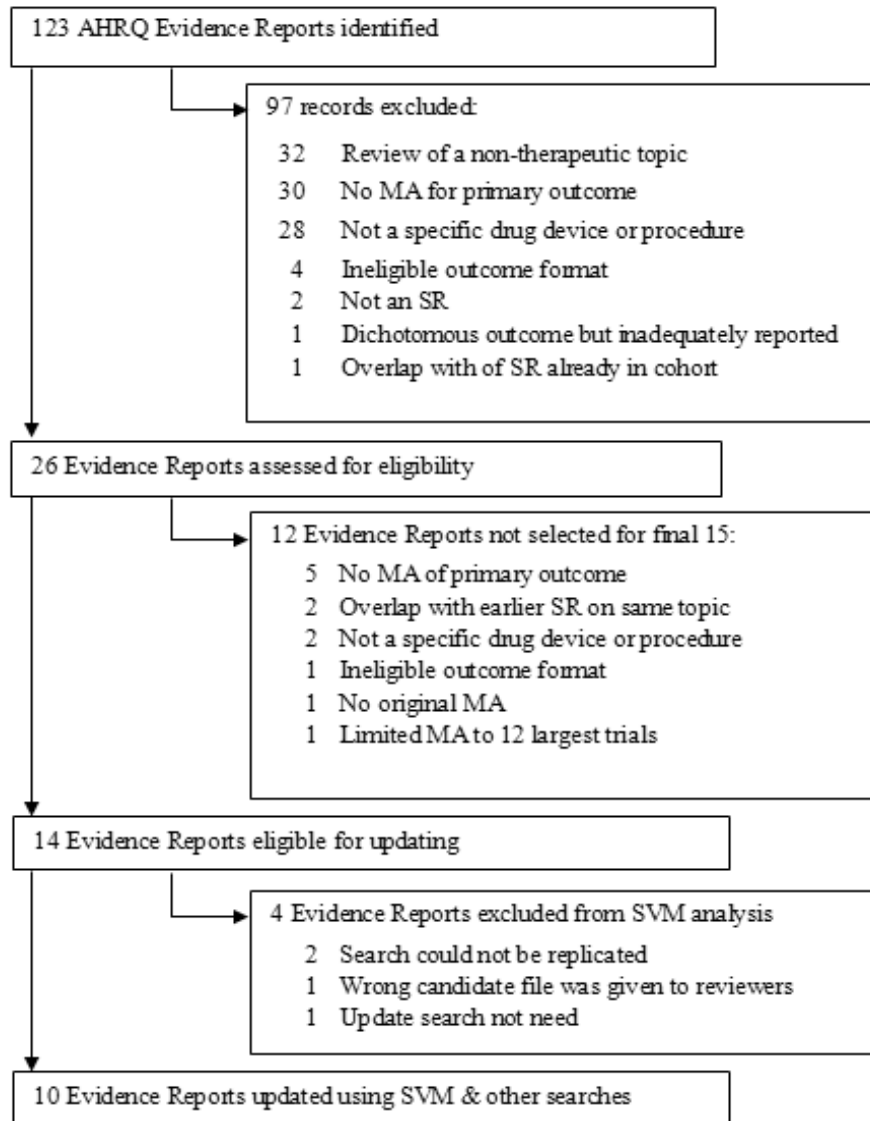 123 AHRQ Evidence Reports identified
97 records excluded:
32 Review of a non-therapeutic topic
30 No MA for primary outcome
28 Not a specific drug device or procedure
4 Ineligible outcome format
2 Not an SR
1 Dichotomous outcome but inadequately reported
1 Overlap with of SR already in cohort
26 Evidence Reports assessed for eligibility
12 Evidence Reports not selected for final 15:
5 No MA of primary outcome
2 Overlap with earlier SR on same topic
2 Not a specific drug device or procedure
1 Ineligible outcome format
1 No original MA
1 Limited MA to 12 largest trials
14 Evidence Reports eligible for updating
4 Evidence Reports excluded from SVM analysis
2 Search could not be replicated
1 Wrong candidate file was given to reviewers
1 Update search not need
10 Evidence Reports updated using SVM & other searches